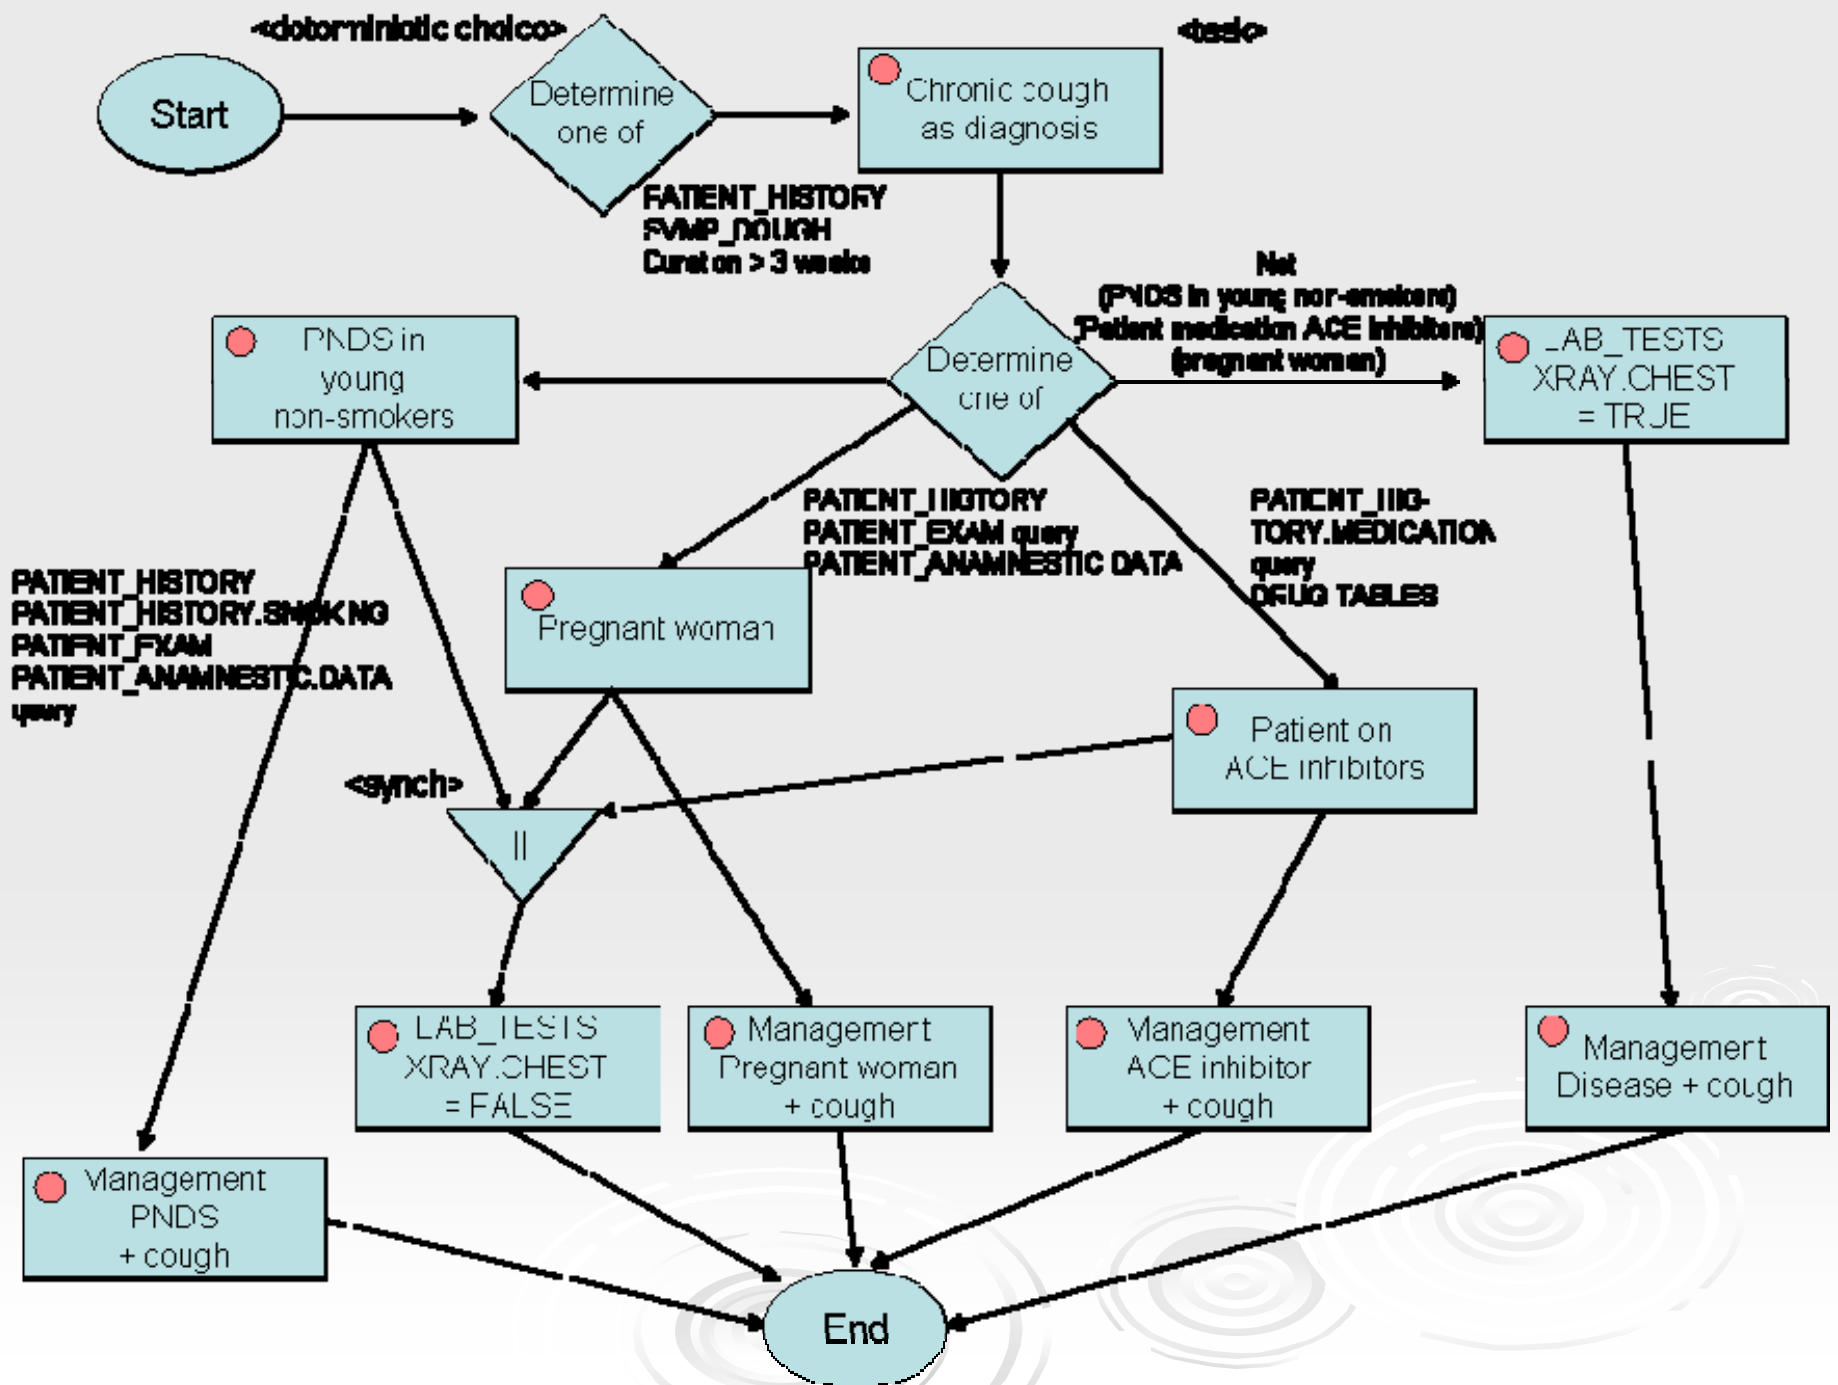 <deterministic choice>
<task>
Start
Determine
one of
Chronic cough
as diagnosis
PATIENT_HISTORY
SYMP_COUGH
Duration > 3 weeks
Not
(PNDS in young non-smokers)
(Patient medication ACE inhibitors)
(pregnant woman)
PNDS in
young
non-smokers
Determine
one of
LAB_TESTS
XRAY.CHEST
= TRUE
PATIENT_HISTORY
PATIENT_EXAM query
PATIENT_ANAMNESTIC DATA
PATIENT_HIS-
TORY.MEDICATION
query
DRUG TABLES
PATIENT_HISTORY
PATIENT_HISTORY.SMOKING
PATIENT_EXAM
PATIENT_ANAMNESTIC.DATA
query
Pregnant woman
Patient on
ACE inhibitors
<synch>
||
LAB_TESTS
XRAY.CHEST
= FALSE
Management
Pregnant woman
+ cough
Management
ACE inhibitor
+ cough
Management
Disease + cough
Management
PNDS
+ cough
End